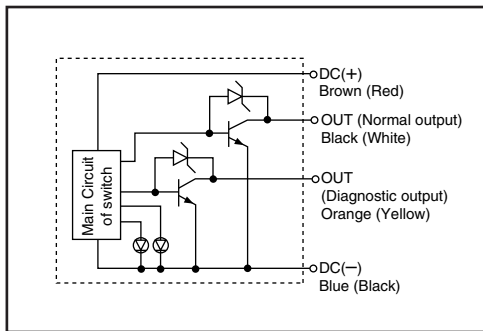 DC(+)
Brown (Red)
OUT (Normal output)
Black (White)
Main Circuit
of switch
OUT
(Diagnostic output)
Orange (Yellow)
DC(−)
Blue (Black)